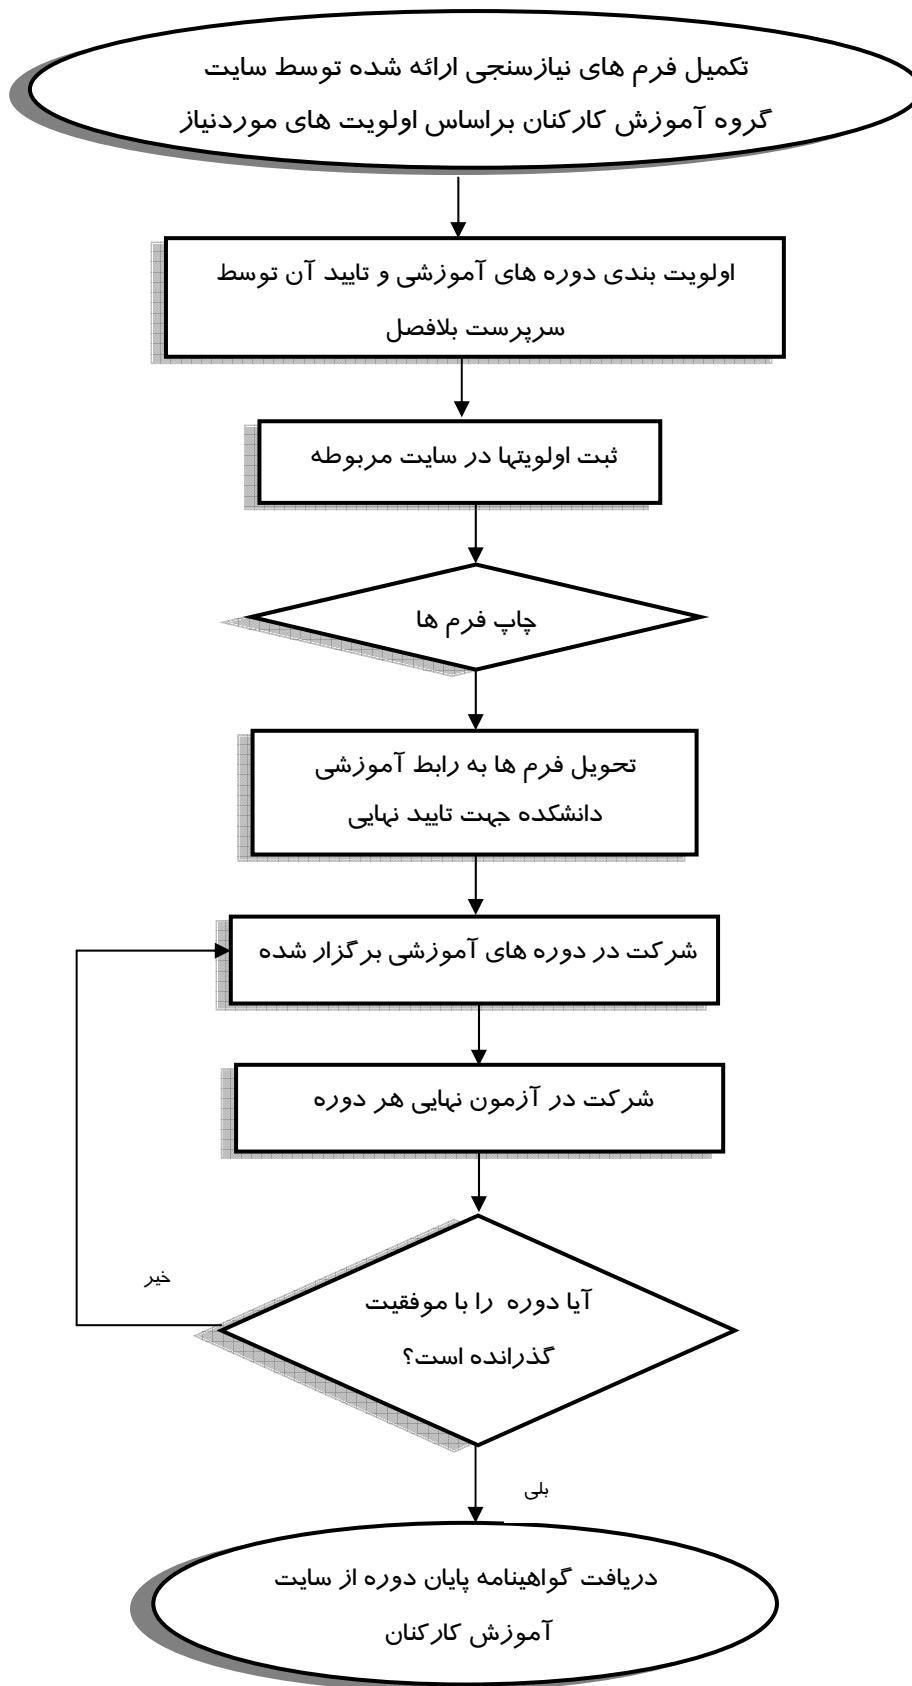 تکمیل فرم های نیازسنجی ارائه شده توسط سایت
گروه آموزش کارکنان براساس اولویت های موردنیاز
اولویت بندی دوره های آموزشی و تایید آن توسط
سرپرست بلافصل
ثبت اولویتها در سایت مربوطه
چاپ فرم ها
تحویل فرم ها به رابط آموزشی
دانشکده جهت تایید نهایی
شرکت در دوره های آموزشی برگزار شده
شرکت در آزمون نهایی هر دوره
خیر
آیا دوره را با موفقیت
گذرانده است؟
بلی
دریافت گواهینامه پایان دوره از سایت
آموزش کارکنان